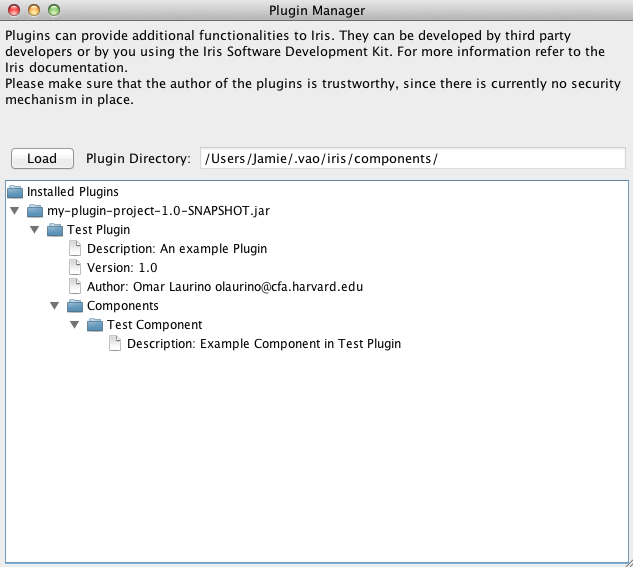 Plugin Manager
Plugins can provide additional functionalities to Iris. They can be developed by third party
developers or by you using the Iris Software Development Kit. For more information refer to the
Iris documentation.
Please make sure that the author of the plugins is trustworthy, since there is currently no security
mechanism in place.
Load Plugin Directory: /Users/Jamie/.vao/iris/components/
Installed Plugins
my-plugin-project-1.0-SNAPSHOT.jar
Test Plugin
Description: An example Plugin
Version: 1.0
Author: Omar Laurino olaurino@cfa.harvard.edu
Components
Test Component
Description: Example Component in Test Plugin